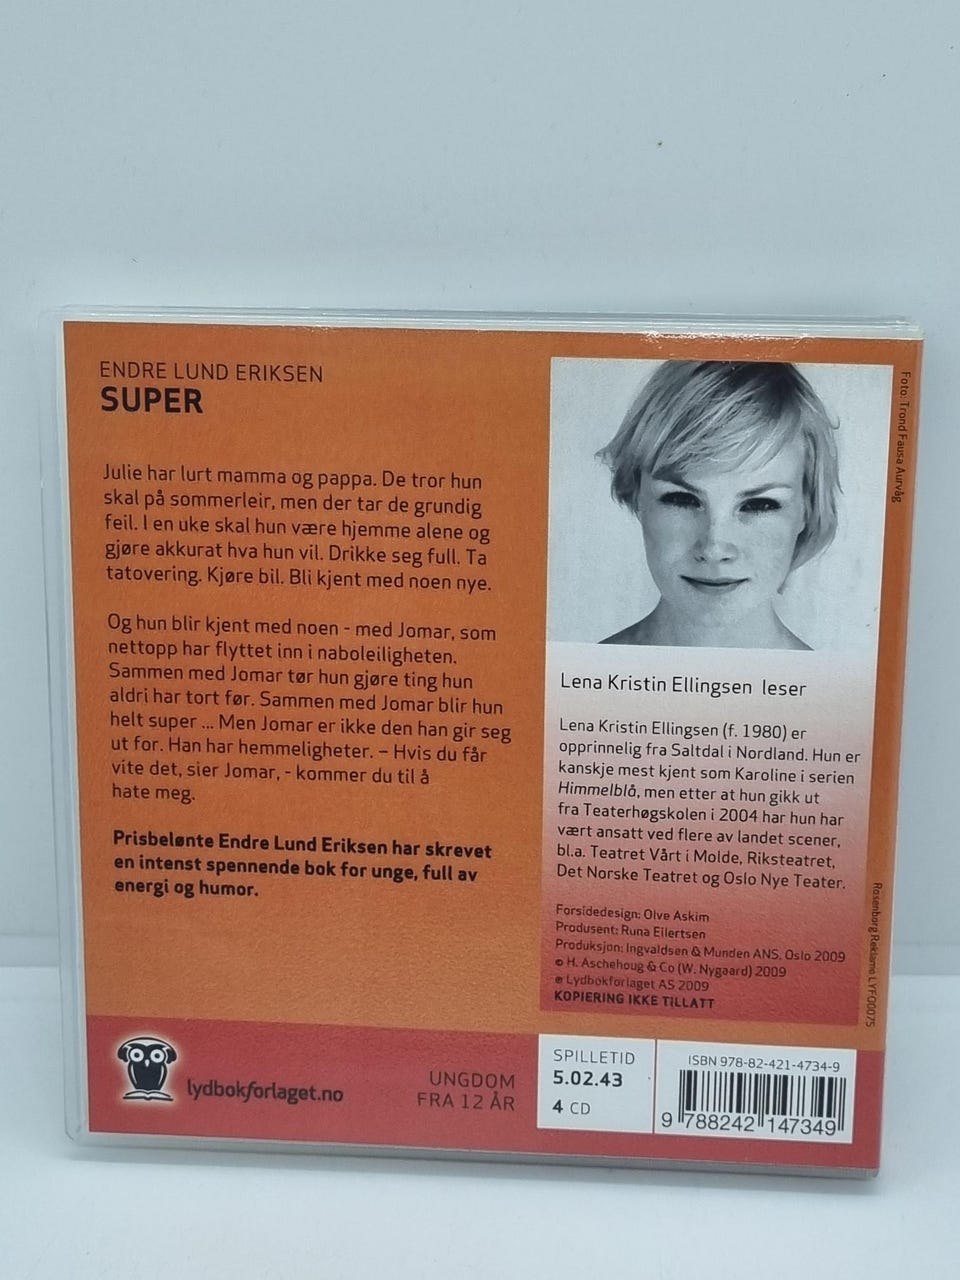 ENDRE LUND ERIKSEN
SUPER
Julie har lurt mamma og pappa. De tror hun
skal på sommerleir, men der tar de grundig
feil. I en uke skal hun være hjemme alene og
gjøre akkurat hva hun vil. Drikke seg full. Ta
tatovering. Kjøre bil. Bli kjent med noen nye.
Og hun blir kjent med noen - med Jomar, som
nettopp har flyttet inn i naboleiligheten.
Sammen med Jomar tør hun gjøre ting hun
aldri har tort før. Sammen med Jomar blir hun
helt super ... Men Jomar er ikke den han gir seg
ut for. Han har hemmeligheter. – Hvis du får
vite det, sier Jomar, - kommer du til å
hate meg.
Prisbelønte Endre Lund Eriksen har skrevet
en intenst spennende bok for unge, full av
energi og humor.
Foto: Trond Fausa Aurvåg
Lena Kristin Ellingsen leser
Lena Kristin Ellingsen (f. 1980) er
opprinnelig fra Saltdal i Nordland. Hun er
kanskje mest kjent som Karoline i serien
Himmelblå, men etter at hun gikk ut
fra Teaterhøgskolen i 2004 har hun har
vært ansatt ved flere av landet scener,
bl.a. Teatret Vårt i Molde, Riksteatret,
Det Norske Teatret og Oslo Nye Teater.
Forsidedesign: Olve Askim
Produsent: Runa Eilertsen
Produksjon: Ingvaldsen & Munden ANS, Oslo 2009
© H. Aschehoug & Co (W. Nygaard) 2009
℗ Lydbokforlaget AS 2009
KOPIERING IKKE TILLATT
Rosenborg Reklame LYF00075
lydbokforlaget.no
UNGDOM
FRA 12 ÅR
SPILLETID
5.02.43
4 CD
ISBN 978-82-421-4734-9
9 788242 147349